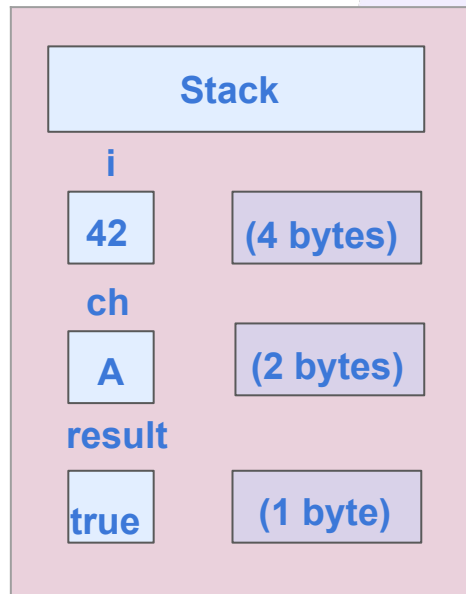 Stack
i
42 (4 bytes)
ch
A (2 bytes)
result
true (1 byte)